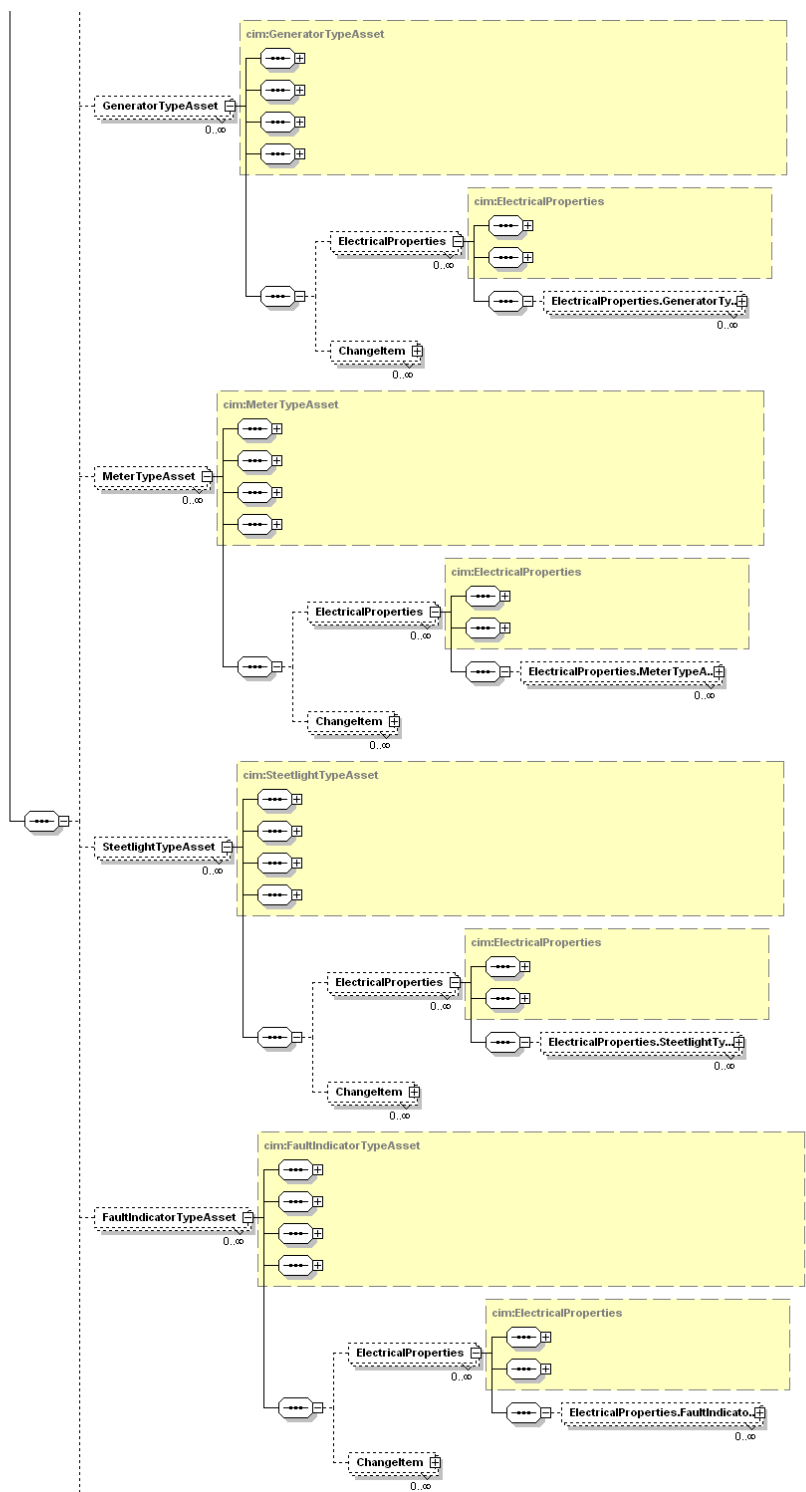 cim:GeneratorTypeAsset
GeneratorTypeAsset
0..∞
cim:ElectricalProperties
ElectricalProperties
0..∞
ElectricalProperties.GeneratorTy...
0..∞
ChangeItem
0..∞
cim:MeterTypeAsset
MeterTypeAsset
0..∞
cim:ElectricalProperties
ElectricalProperties
0..∞
ElectricalProperties.MeterTypeA...
0..∞
ChangeItem
0..∞
cim:SteetlightTypeAsset
SteetlightTypeAsset
0..∞
cim:ElectricalProperties
ElectricalProperties
0..∞
ElectricalProperties.SteetlightTy...
0..∞
ChangeItem
0..∞
cim:FaultIndicatorTypeAsset
FaultIndicatorTypeAsset
0..∞
cim:ElectricalProperties
ElectricalProperties
0..∞
ElectricalProperties.FaultIndicato...
0..∞
ChangeItem
0..∞